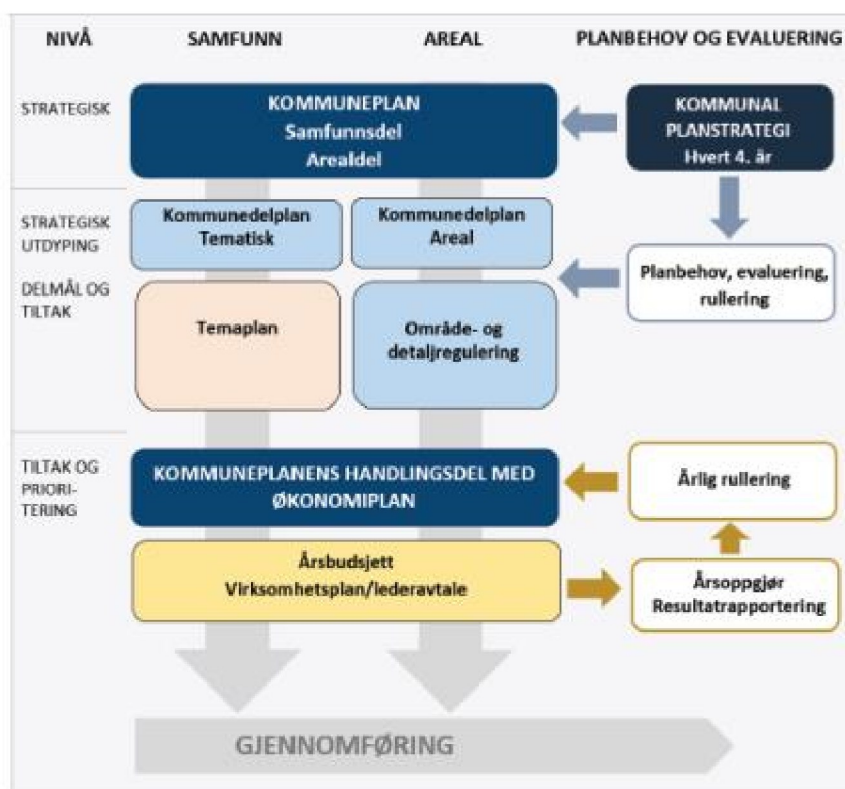 NIVÅ
SAMFUNN
AREAL
PLANBEHOV OG EVALUERING
STRATEGISK
KOMMUNEPLAN
Samfunnsdel
Arealdel
KOMMUNAL
PLANSTRATEGI
Hvert 4. år
STRATEGISK
UTDYPING
Kommunedelplan
Tematisk
Kommunedelplan
Areal
Planbehov, evaluering,
rullering
DELMÅL OG
TILTAK
Temaplan
Område- og
detaljregulering
TILTAK OG
PRIORI-
TERING
KOMMUNEPLANENS HANDLINGSDEL MED
ØKONOMIPLAN
Årlig rullering
Årsbudsjett
Virksomhetsplan/lederavtale
Årsoppgjør
Resultatrapportering
GJENNOMFØRING